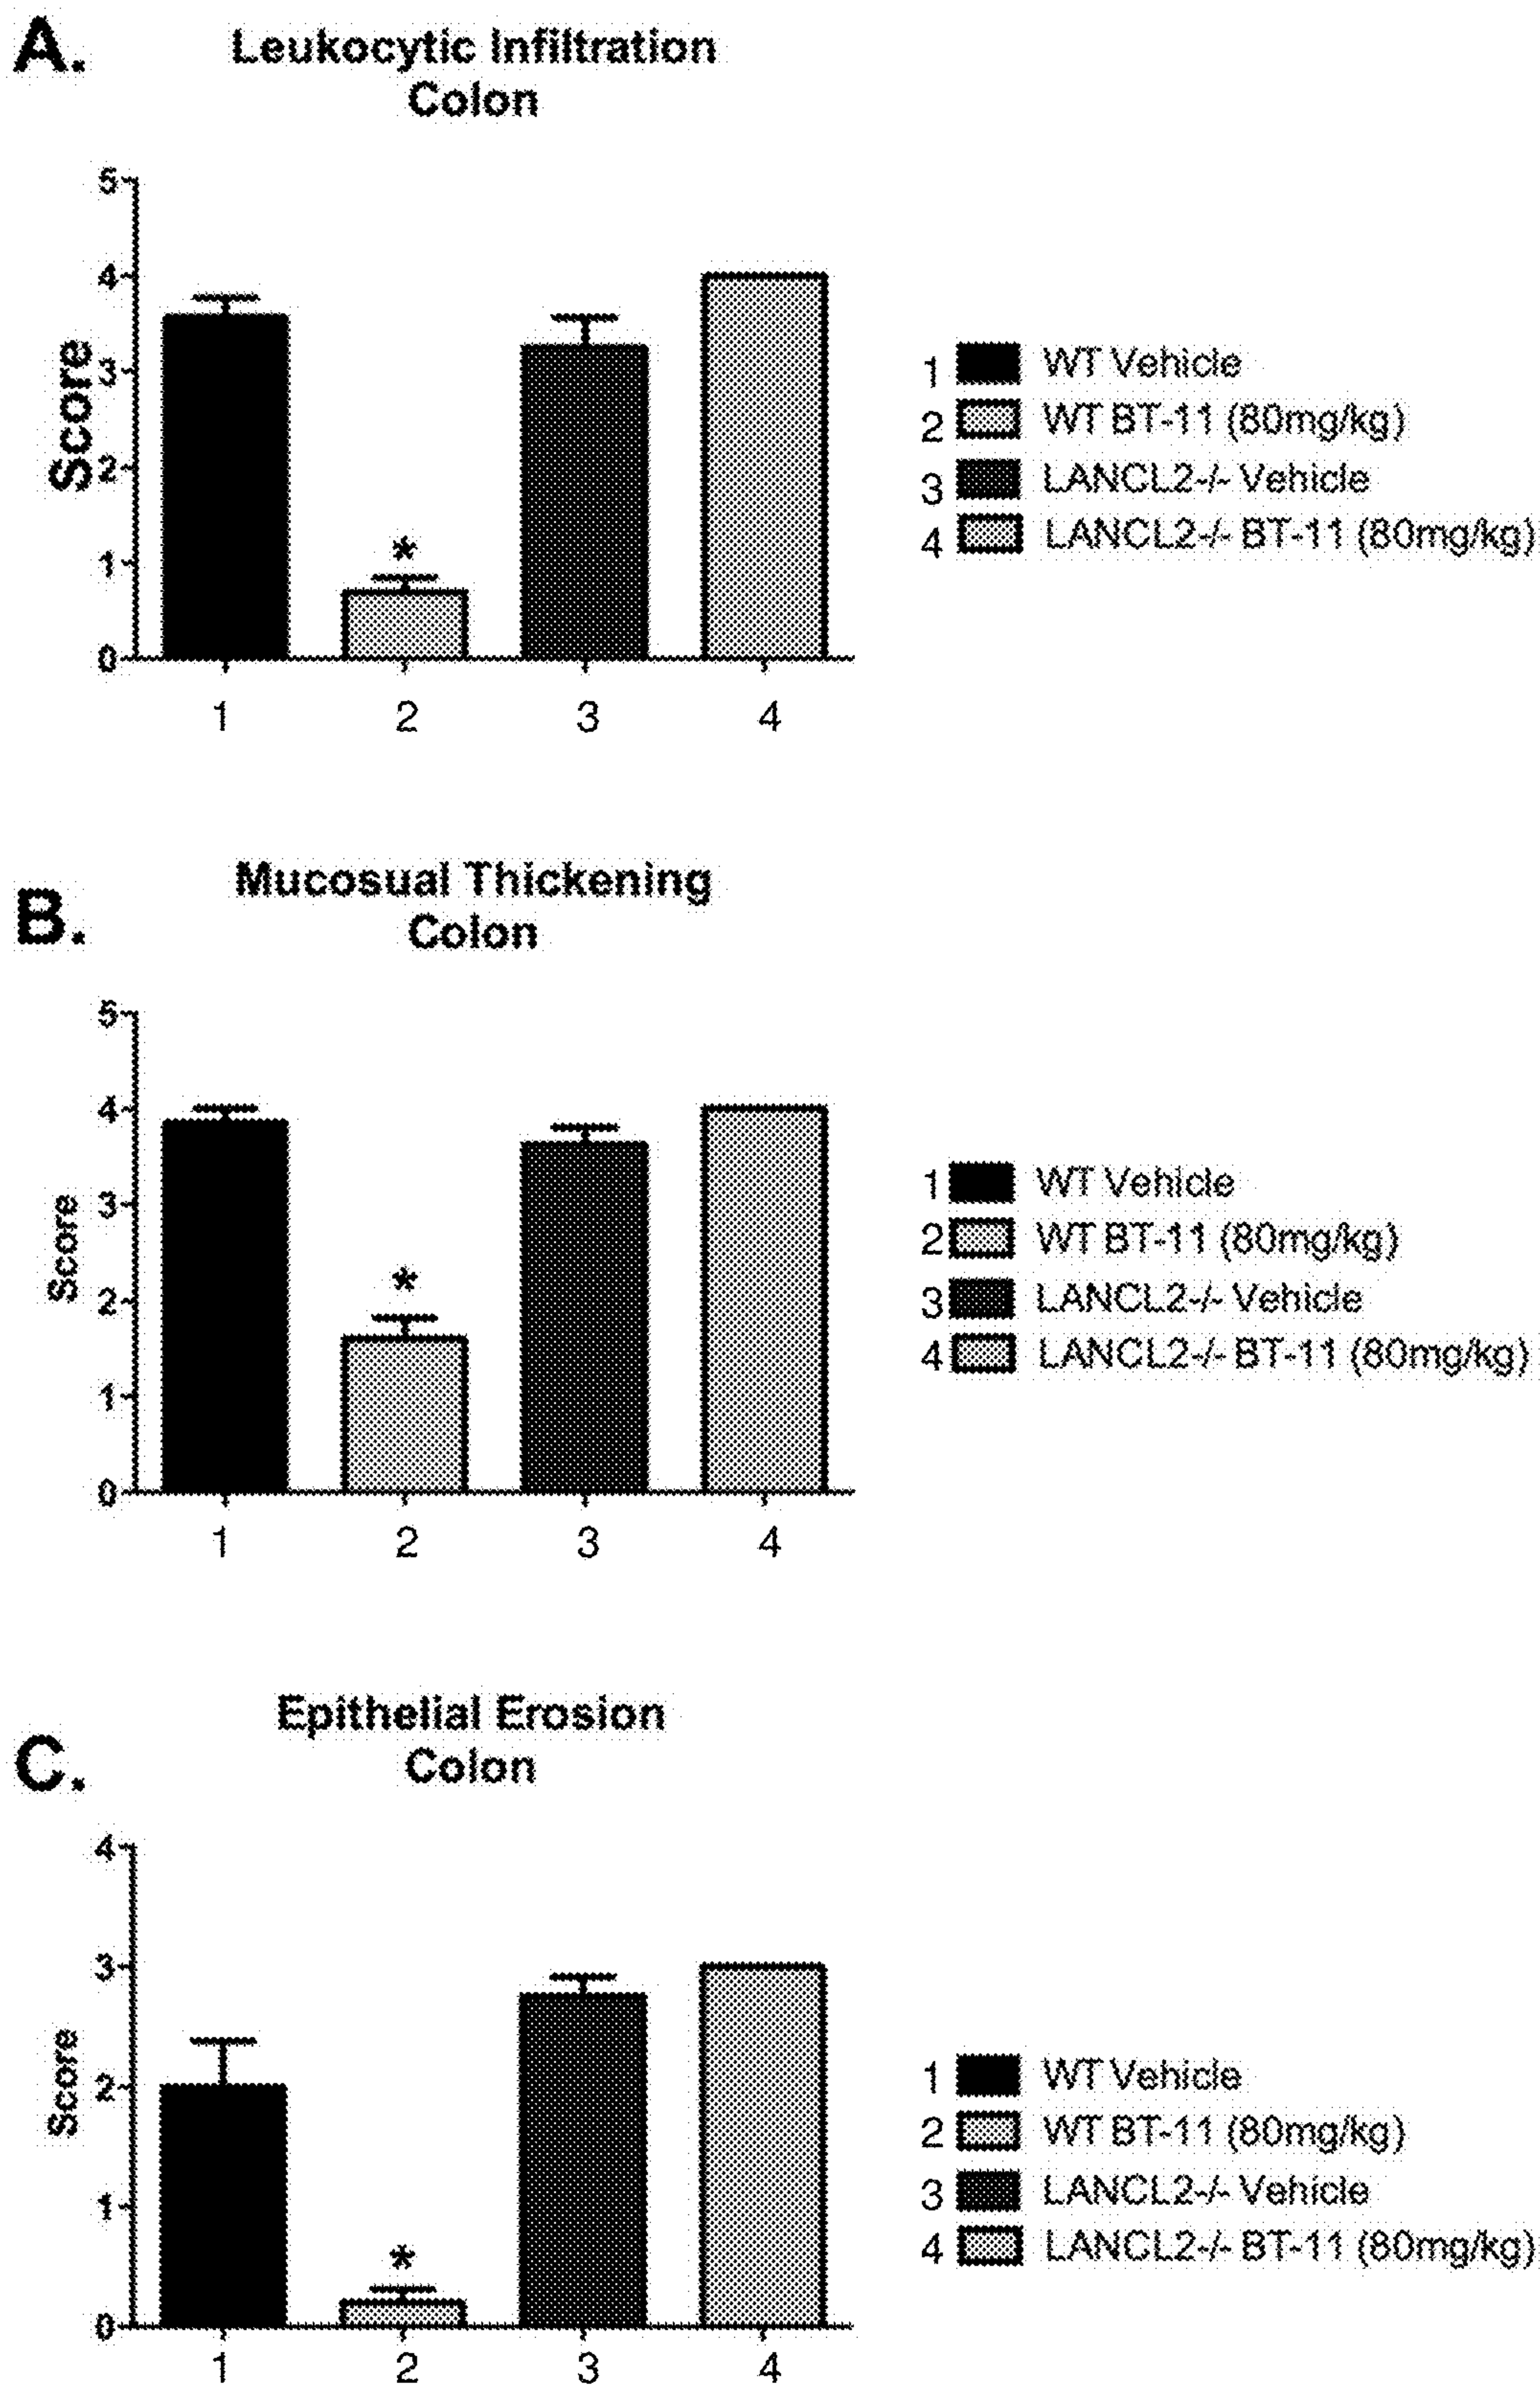 A.
Leukocytic Infiltration
Colon
5
4
3
2
1
0
Score
*
1 2 3 4
1 WT Vehicle
2 WT BT-11 (80mg/kg)
3 LANCL2-/- Vehicle
4 LANCL2-/- BT-11 (80mg/kg)
B.
Mucosual Thickening
Colon
5
4
3
2
1
0
Score
*
1 2 3 4
1 WT Vehicle
2 WT BT-11 (80mg/kg)
3 LANCL2-/- Vehicle
4 LANCL2-/- BT-11 (80mg/kg)
C.
Epithelial Erosion
Colon
4
3
2
1
0
Score
*
1 2 3 4
1 WT Vehicle
2 WT BT-11 (80mg/kg)
3 LANCL2-/- Vehicle
4 LANCL2-/- BT-11 (80mg/kg)